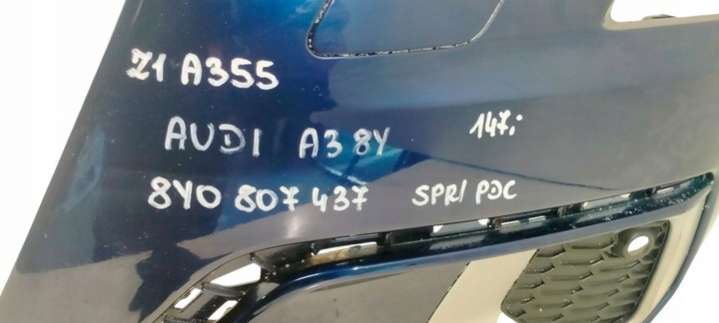 Z1 A355
AUDI A3 8Y 147,-
8Y0 807 437 SPR/PDC